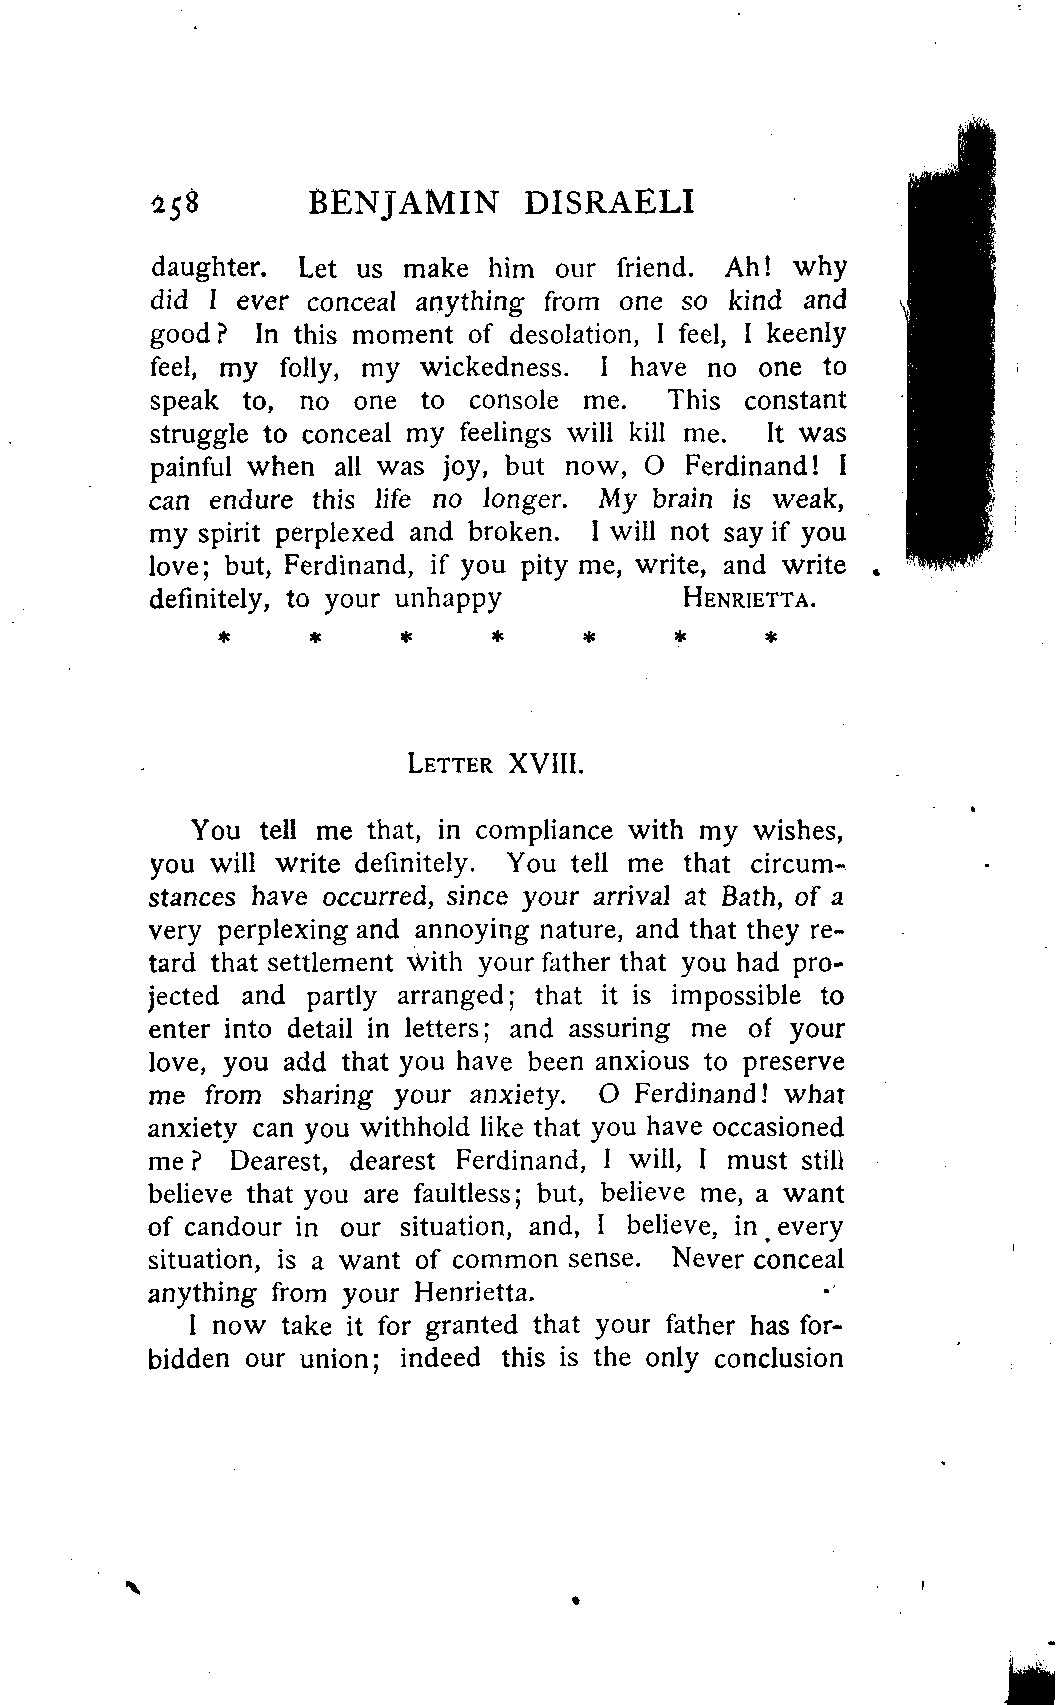 258 BENJAMIN DISRAELI
daughter. Let us make him our friend. Ah! why
did I ever conceal anything from one so kind and
good? In this moment of desolation, I feel, I keenly
feel, my folly, my wickedness. I have no one to
speak to, no one to console me. This constant
struggle to conceal my feelings will kill me. It was
painful when all was joy, but now, O Ferdinand! I
can endure this life no longer. My brain is weak,
my spirit perplexed and broken. I will not say if you
love; but, Ferdinand, if you pity me, write, and write
definitely, to your unhappy HENRIETTA.
* * * * * * *
LETTER XVIII.
You tell me that, in compliance with my wishes,
you will write definitely. You tell me that circum-
stances have occurred, since your arrival at Bath, of a
very perplexing and annoying nature, and that they re-
tard that settlement with your father that you had pro-
jected and partly arranged; that it is impossible to
enter into detail in letters; and assuring me of your
love, you add that you have been anxious to preserve
me from sharing your anxiety. O Ferdinand! what
anxiety can you withhold like that you have occasioned
me? Dearest, dearest Ferdinand, I will, I must still
believe that you are faultless; but, believe me, a want
of candour in our situation, and, I believe, in every
situation, is a want of common sense. Never conceal
anything from your Henrietta.
I now take it for granted that your father has for-
bidden our union; indeed this is the only conclusion